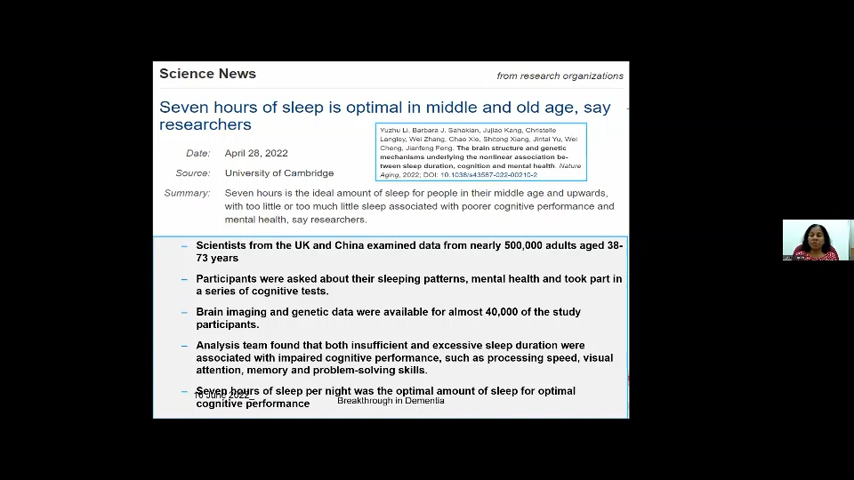 Science News
from research organizations
Seven hours of sleep is optimal in middle and old age, say
researchers
Yuzhu Li, Barbara J. Sahakian, Jujiao Kang, Christelle
Langley, Wei Zhang, Chao Xie, Shitong Xiang, Jintai Yu, Wei
Cheng, Jianfeng Feng. The brain structure and genetic
mechanisms underlying the nonlinear association be-
tween sleep duration, cognition and mental health. Nature
Aging, 2022; DOI: 10.1038/s43587-022-00210-2
Date: April 28, 2022
Source: University of Cambridge
Summary: Seven hours is the ideal amount of sleep for people in their middle age and upwards,
with too little or too much little sleep associated with poorer cognitive performance and
mental health, say researchers.
– Scientists from the UK and China examined data from nearly 500,000 adults aged 38-
73 years
– Participants were asked about their sleeping patterns, mental health and took part in
a series of cognitive tests.
– Brain imaging and genetic data were available for almost 40,000 of the study
participants.
– Analysis team found that both insufficient and excessive sleep duration were
associated with impaired cognitive performance, such as processing speed, visual
attention, memory and problem-solving skills.
– Seven hours of sleep per night was the optimal amount of sleep for optimal
cognitive performance
June 2022
Breakthrough in Dementia